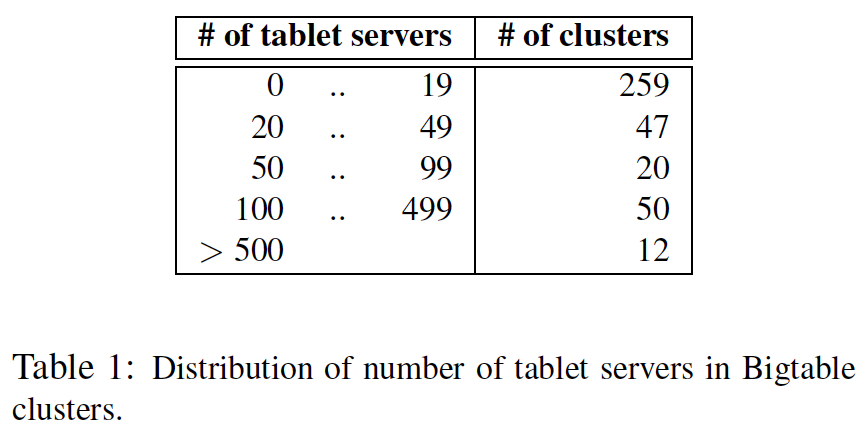 # of tablet servers # of clusters
0 .. 19 259
20 .. 49 47
50 .. 99 20
100 .. 499 50
> 500 12
Table 1: Distribution of number of tablet servers in Bigtable
clusters.